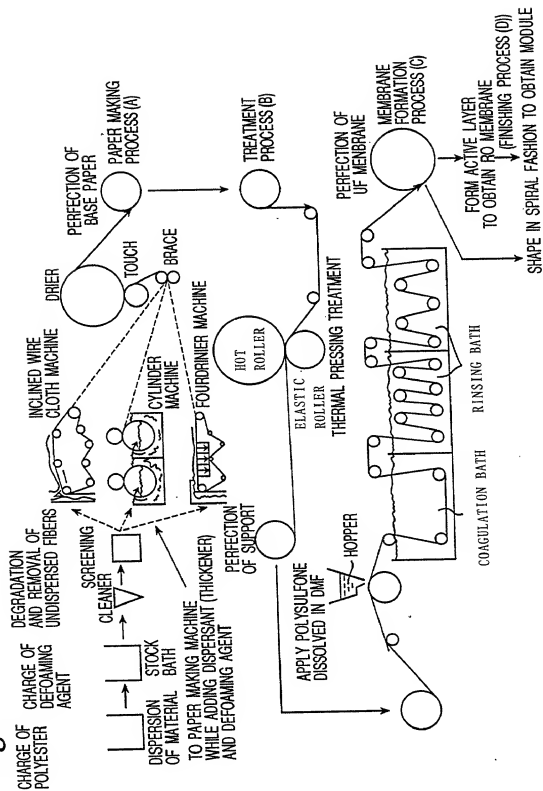 CHARGE OF
POLYESTER
CHARGE OF
DEFOAMING
AGENT
DEGRADATION
AND REMOVAL OF
UNDISPERSED FIBERS
CLEANER
SCREENING
DISPERSION
OF MATERIAL
STOCK
BATH
TO PAPER MAKING MACHINE
WHILE ADDING DISPERSANT (THICKENER)
AND DEFOAMING AGENT
INCLINED WIRE
CLOTH MACHINE
CYLINDER
MACHINE
FOURDRINIER MACHINE
DRIER
TOUCH
BRACE
PERFECTION OF
BASE PAPER
PAPER MAKING
PROCESS (A)
TREATMENT
PROCESS (B)
HOT
ROLLER
ELASTIC
ROLLER
THERMAL PRESSING TREATMENT
PERFECTION
OF SUPPORT
APPLY POLYSULFONE
DISSOLVED IN DMF
HOPPER
COAGULATION BATH
RINSING BATH
PERFECTION OF
UF MENBRANE
MEMBRANE
FORMATION
PROCESS (C)
FORM ACTIVE LAYER
TO OBTAIN RO MEMBRANE
(FINISHING PROCESS (D))
SHAPE IN SPIRAL FASHON TO OBTAIN MODULE